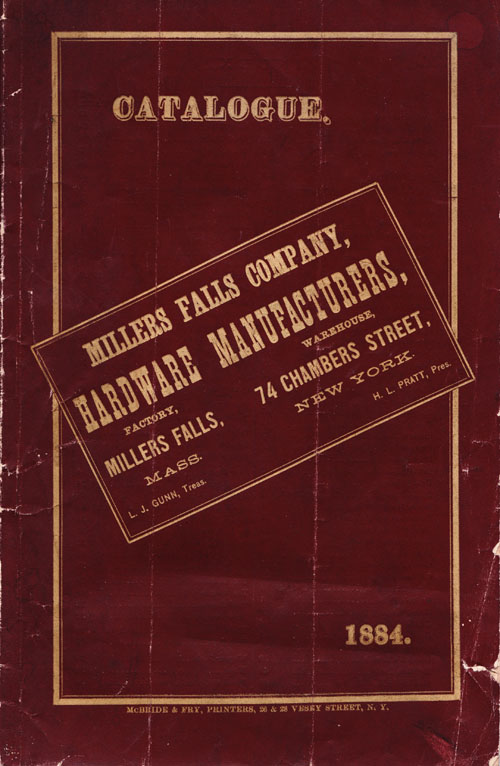 CATALOGUE.
MILLERS FALLS COMPANY,
HARDWARE MANUFACTURERS,
FACTORY,
MILLERS FALLS,
MASS.
L. J. GUNN, Treas.
WAREHOUSE,
74 CHAMBERS STREET,
NEW YORK.
H. L. PRATT, Pres.
1884.
MCBRIDE & FRY, PRINTERS, 26 & 28 VESEY STREET, N. Y.